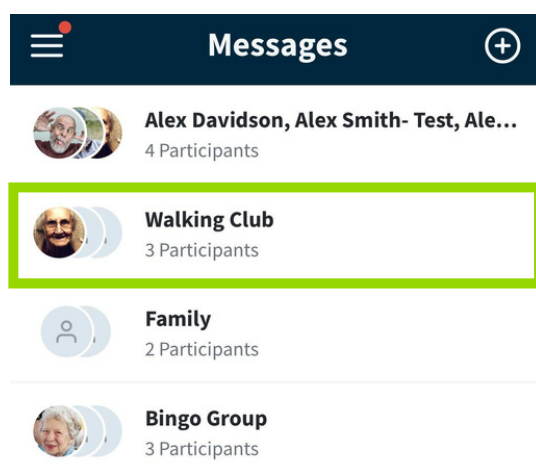 Messages
Alex Davidson, Alex Smith- Test, Ale...
4 Participants
Walking Club
3 Participants
Family
2 Participants
Bingo Group
3 Participants